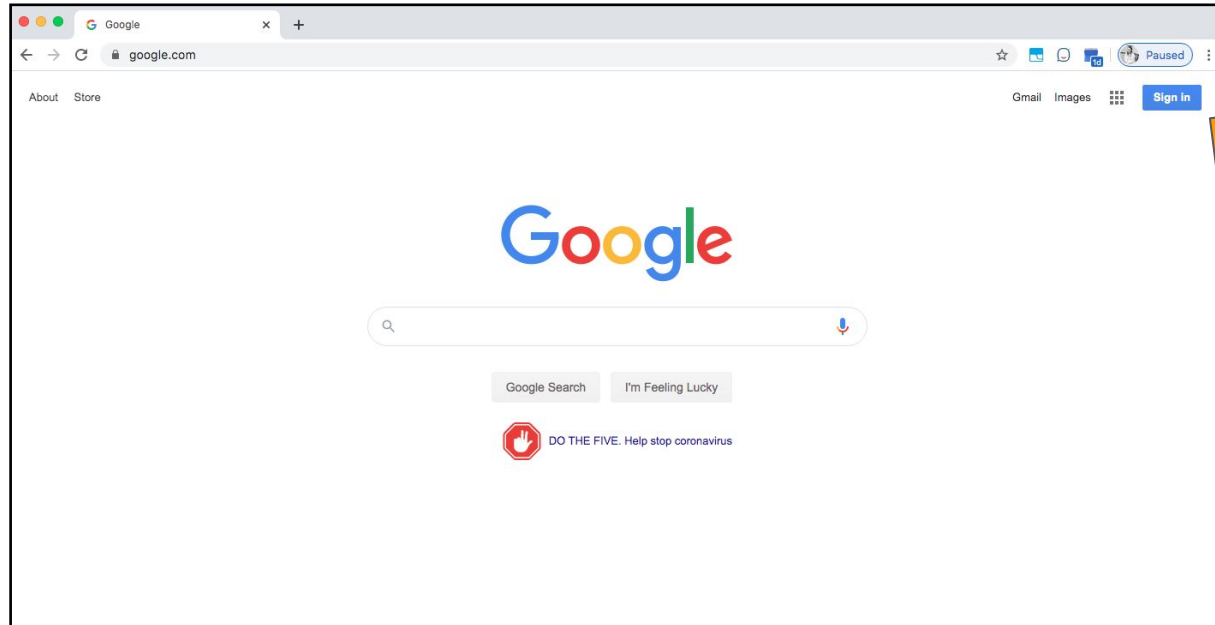 Google
google.com
Paused
1d
About Store
Gmail Images Sign in
Google
Google Search I'm Feeling Lucky
DO THE FIVE. Help stop coronavirus